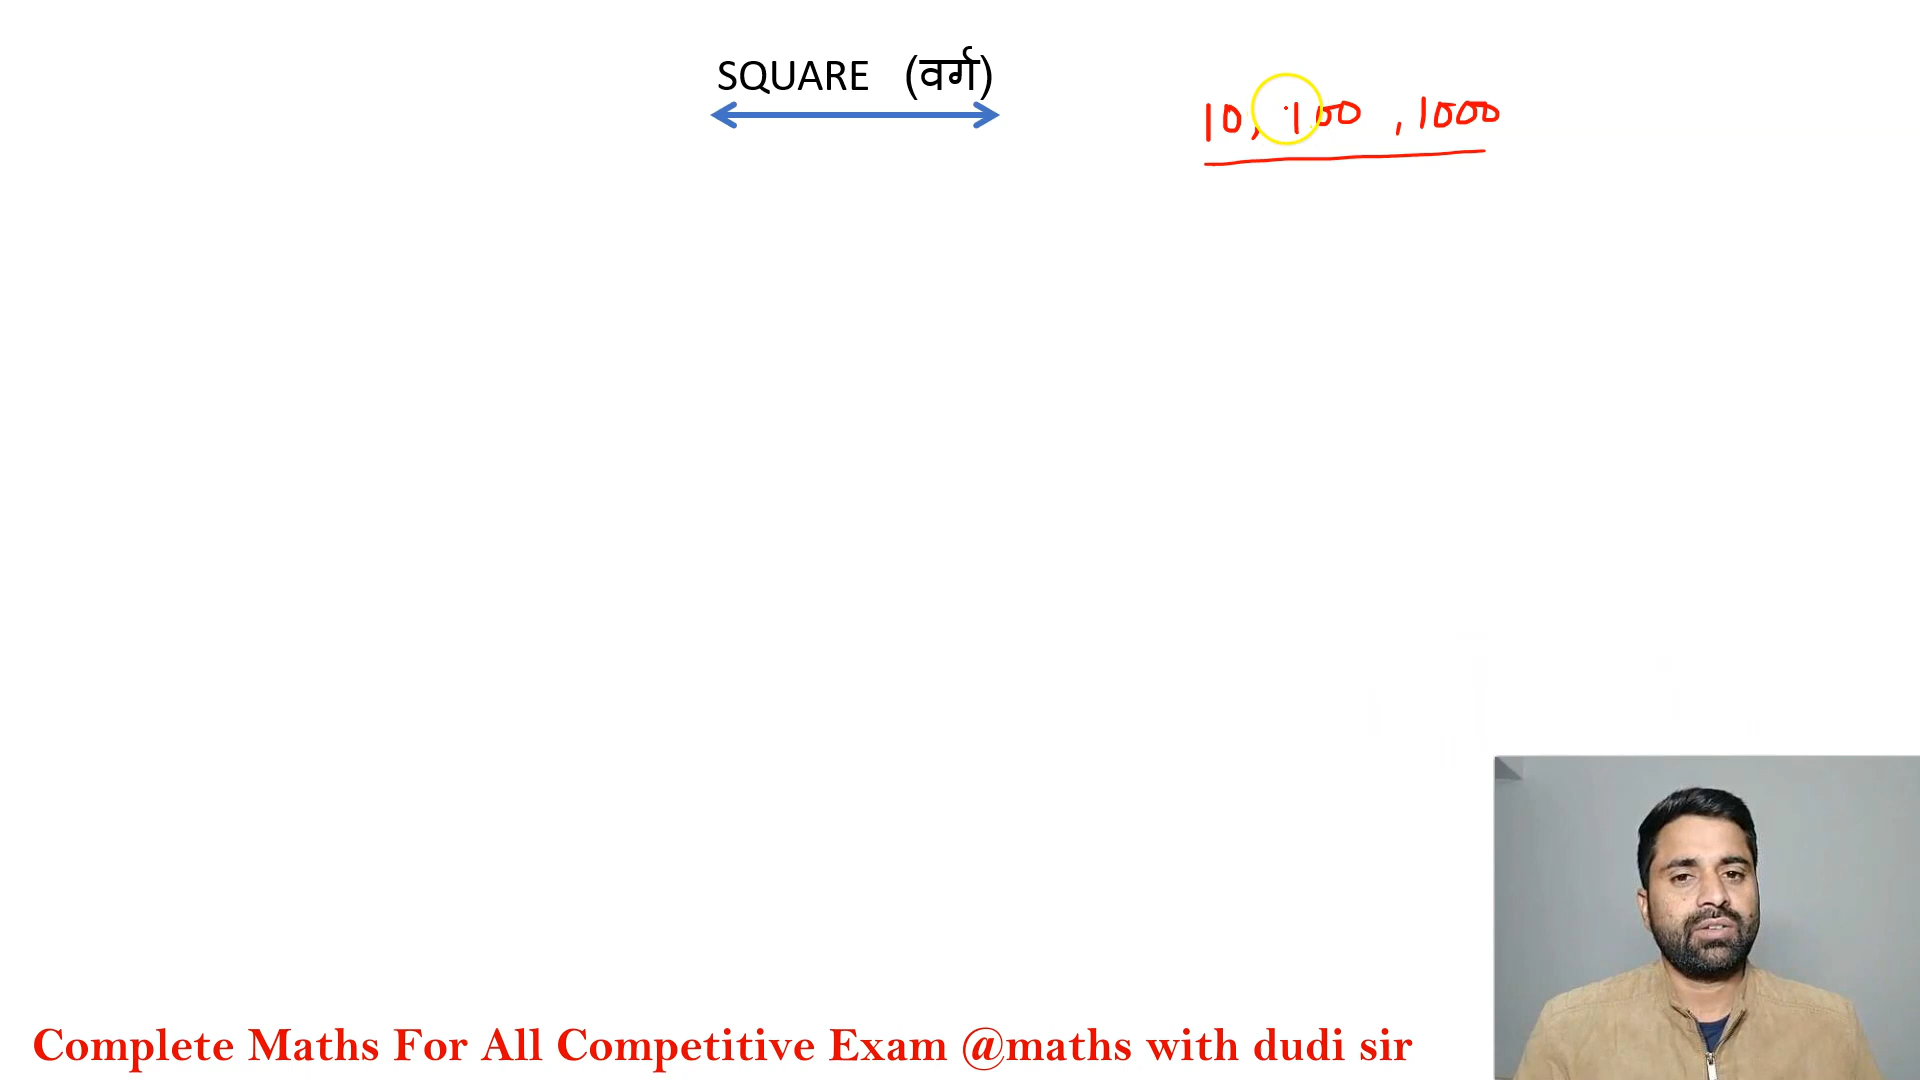 SQUARE (वर्ग)
10, 100 , 1000
Complete Maths For All Competitive Exam @maths with dudi sir